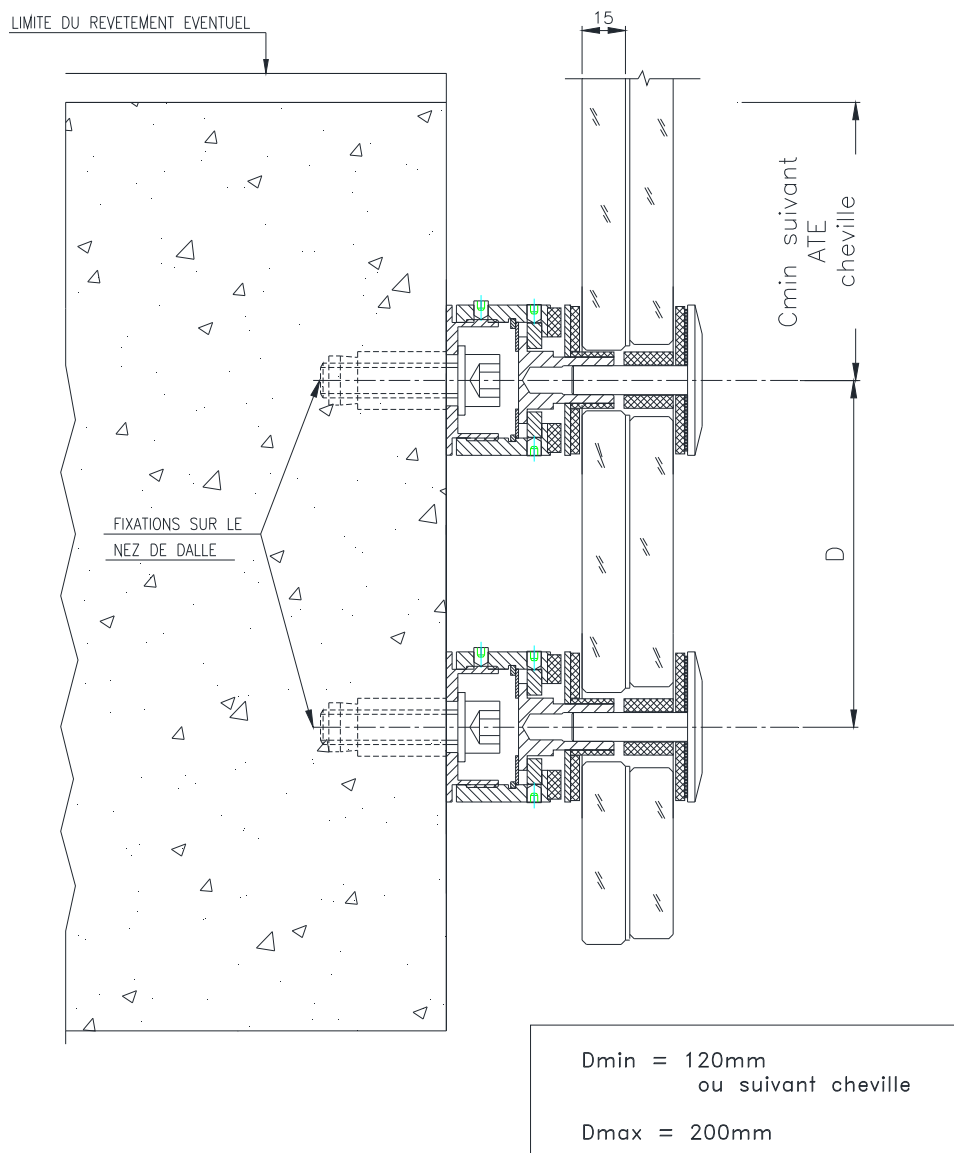 LIMITE DU REVETEMENT EVENTUEL
15
Cmin suivant
ATE
cheville
FIXATIONS SUR LE
NEZ DE DALLE
D
Dmin = 120mm
ou suivant cheville
Dmax = 200mm